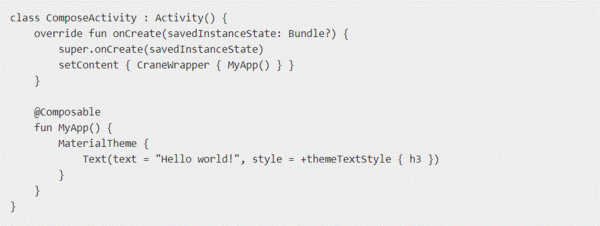 class ComposeActivity : Activity() {
    override fun onCreate(savedInstanceState: Bundle?) {
        super.onCreate(savedInstanceState)
        setContent { CraneWrapper { MyApp() } }
    }

    @Composable
    fun MyApp() {
        MaterialTheme {
            Text(text = "Hello world!", style = +themeTextStyle { h3 })
        }
    }
}